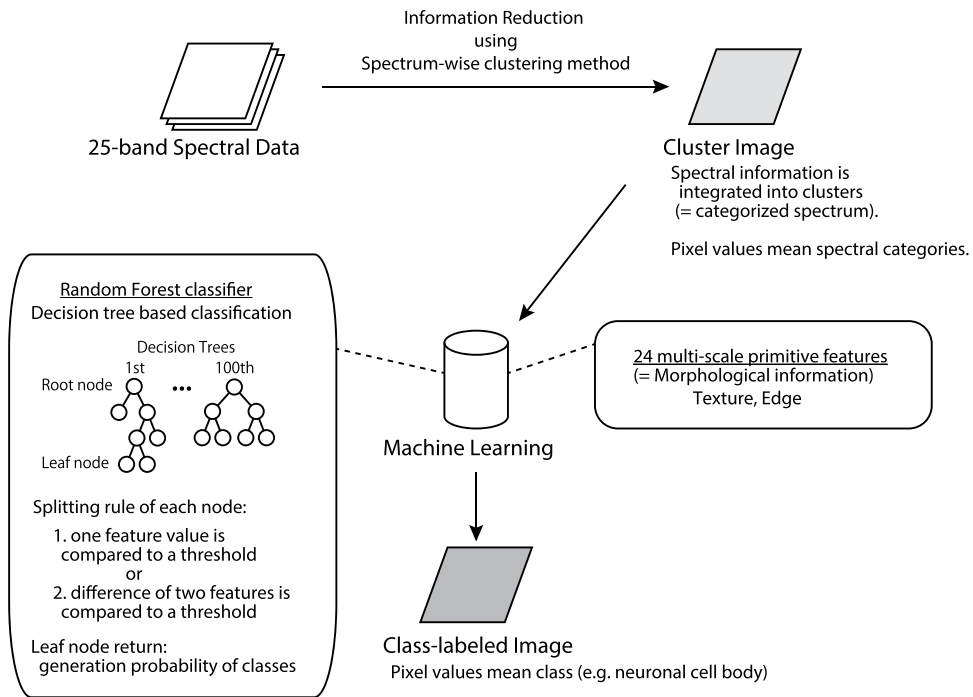 Information Reduction
using
Spectrum-wise clustering method
25-band Spectral Data
Cluster Image
Spectral information is
integrated into clusters
(= categorized spectrum).
Pixel values mean spectral categories.
Random Forest classifier
Decision tree based classification
Decision Trees
1st ... 100th
Root node
Leaf node
Splitting rule of each node:
1. one feature value is
compared to a threshold
or
2. difference of two features is
compared to a threshold
Leaf node return:
generation probability of classes
24 multi-scale primitive features
(= Morphological information)
Texture, Edge
Machine Learning
Class-labeled Image
Pixel values mean class (e.g. neuronal cell body)